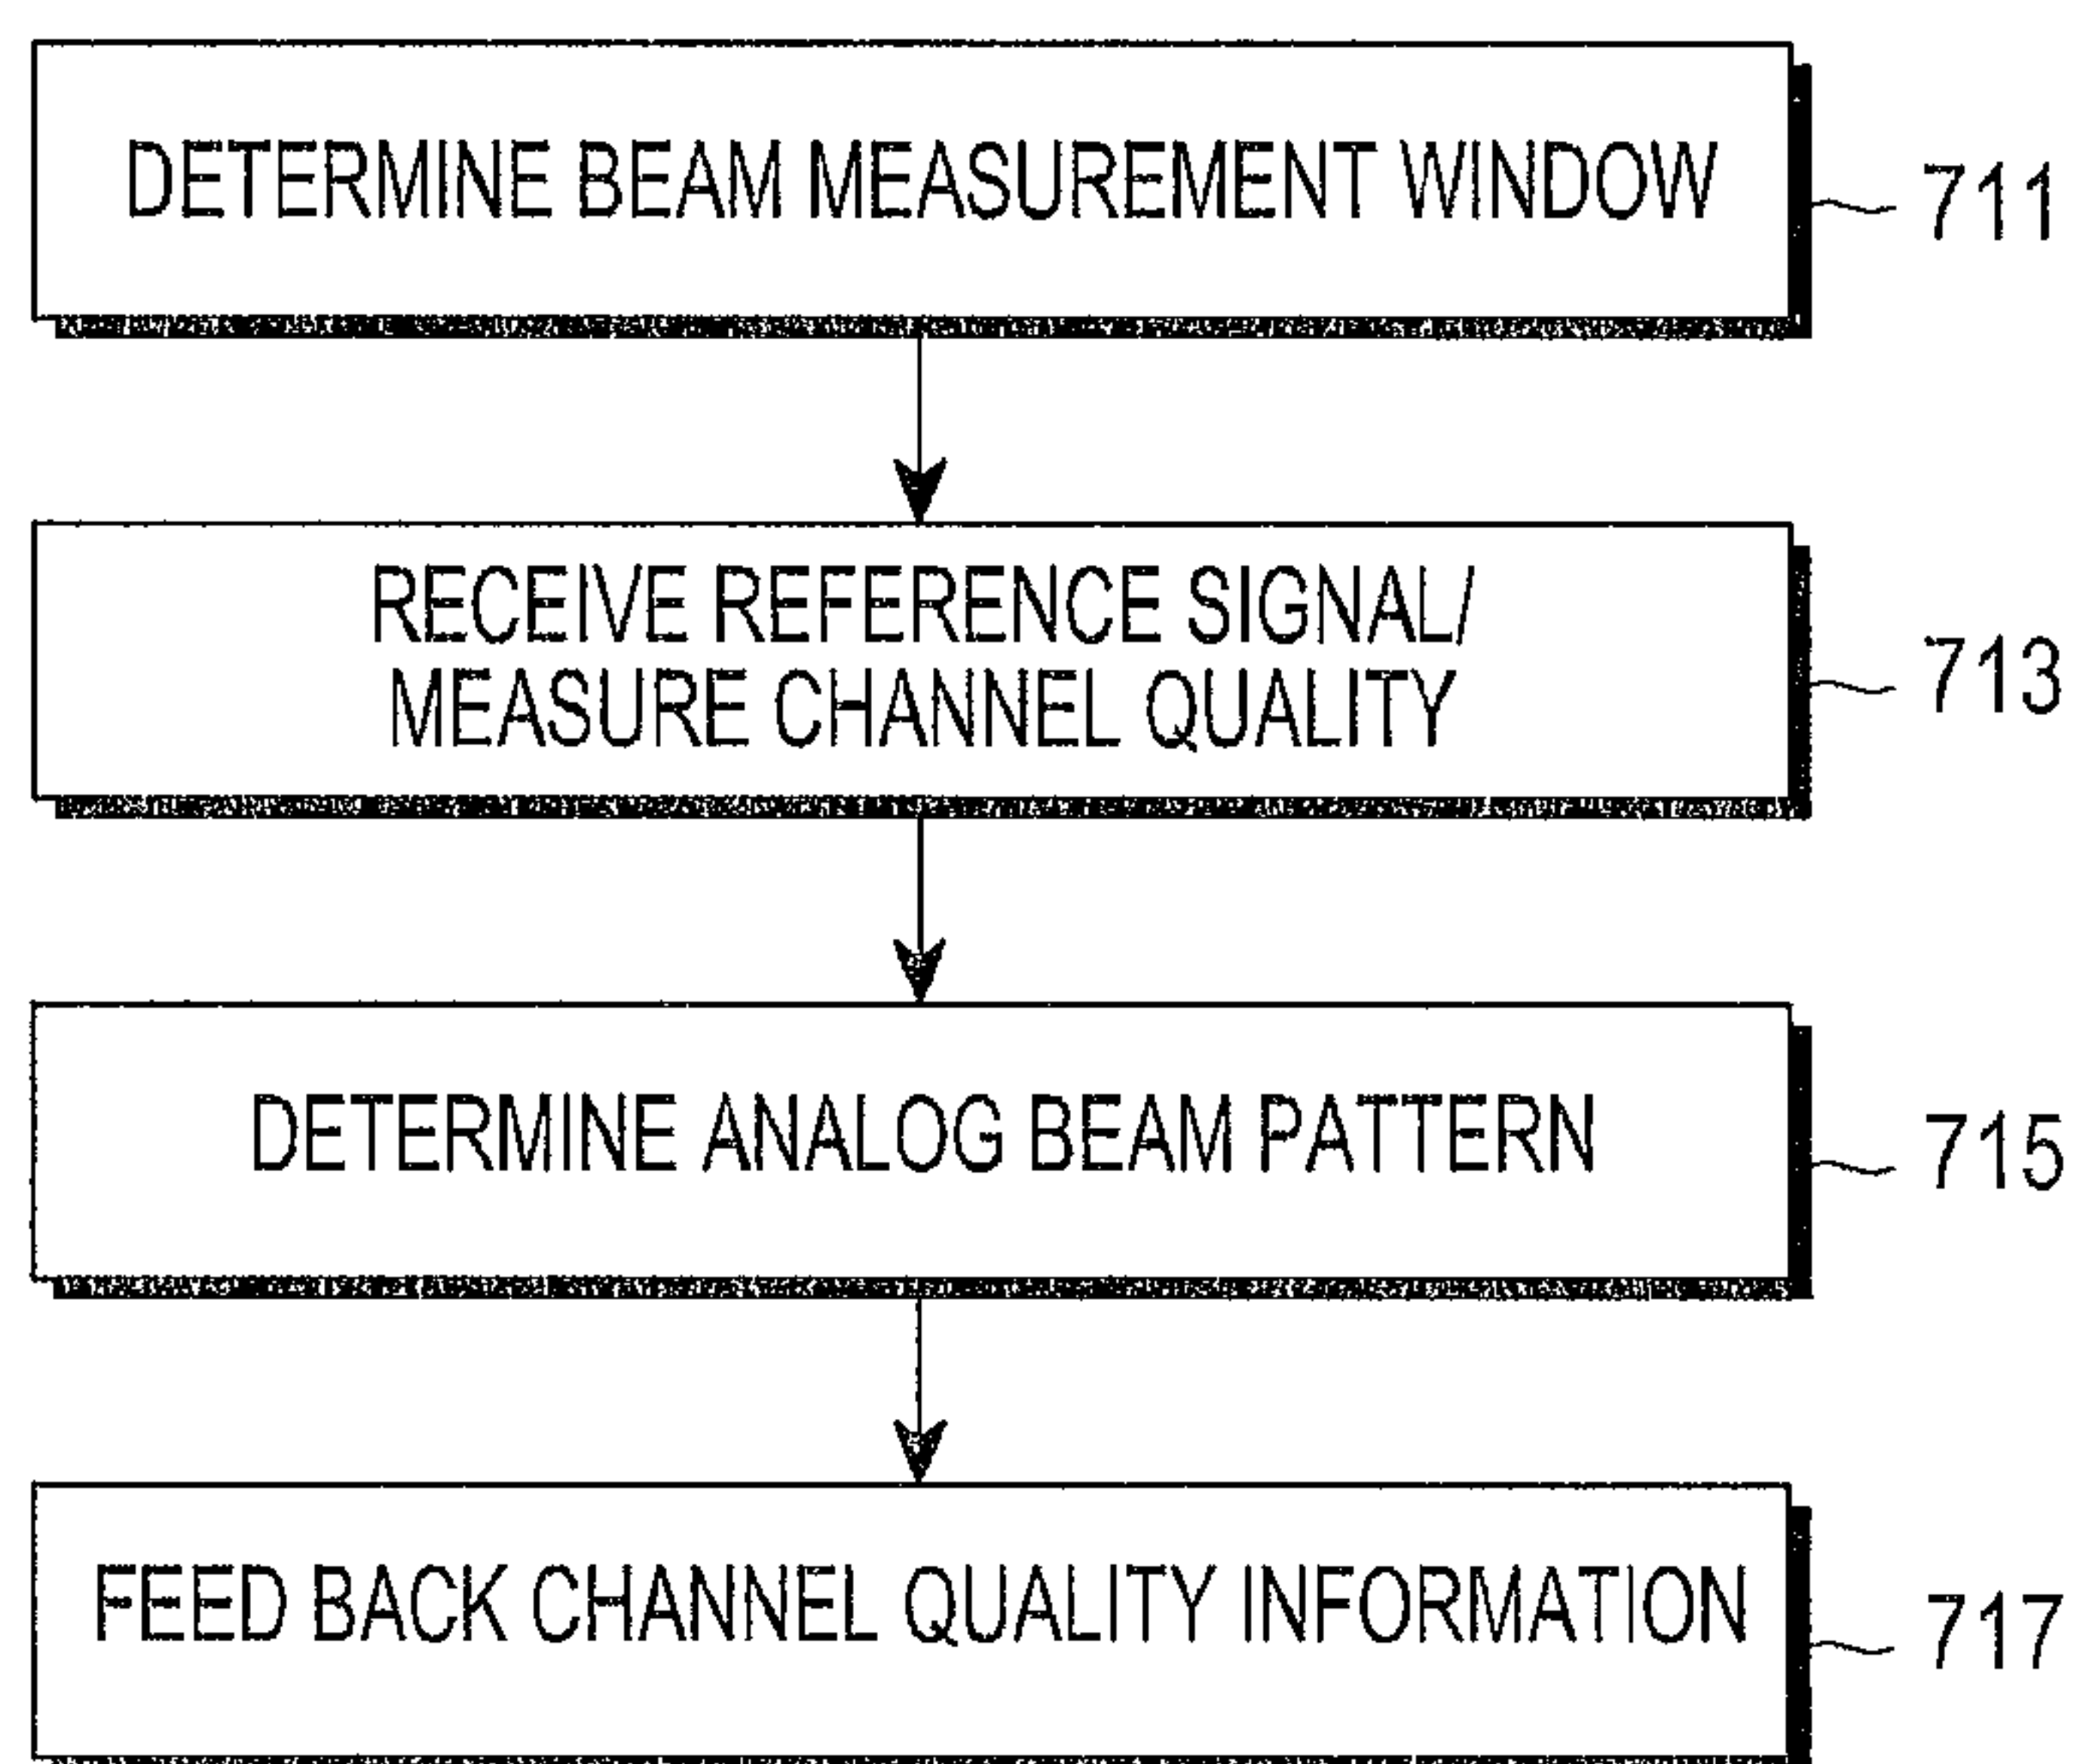 DETERMINE BEAM MEASUREMENT WINDOW
711
RECEIVE REFERENCE SIGNAL/
MEASURE CHANNEL QUALITY
713
DETERMINE ANALOG BEAM PATTERN
715
FEED BACK CHANNEL QUALITY INFORMATION
717